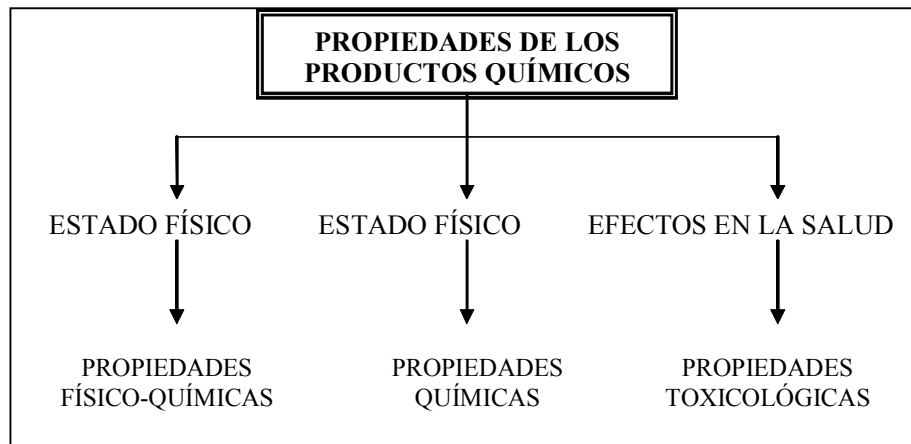 PROPIEDADES DE LOS
PRODUCTOS QUÍMICOS
ESTADO FÍSICO
ESTADO FÍSICO
EFECTOS EN LA SALUD
PROPIEDADES
FÍSICO-QUÍMICAS
PROPIEDADES
QUÍMICAS
PROPIEDADES
TOXICOLÓGICAS